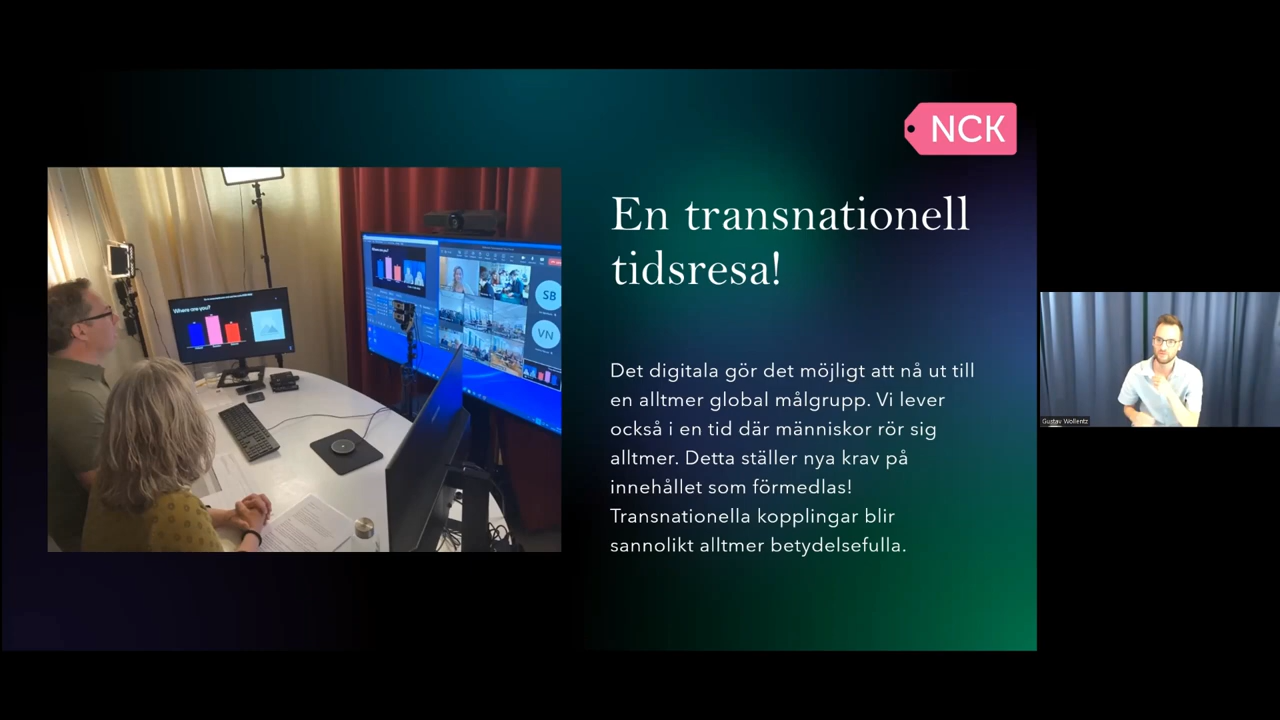 NCK
En transnationell
tidsresa!
Det digitala gör det möjligt att nå ut till
en alltmer global målgrupp. Vi lever
också i en tid där människor rör sig
alltmer. Detta ställer nya krav på
innehållet som förmedlas!
Transnationella kopplingar blir
sannolikt alltmer betydelsefulla.
Where are you?
SB
VN
Gustav Wollentz